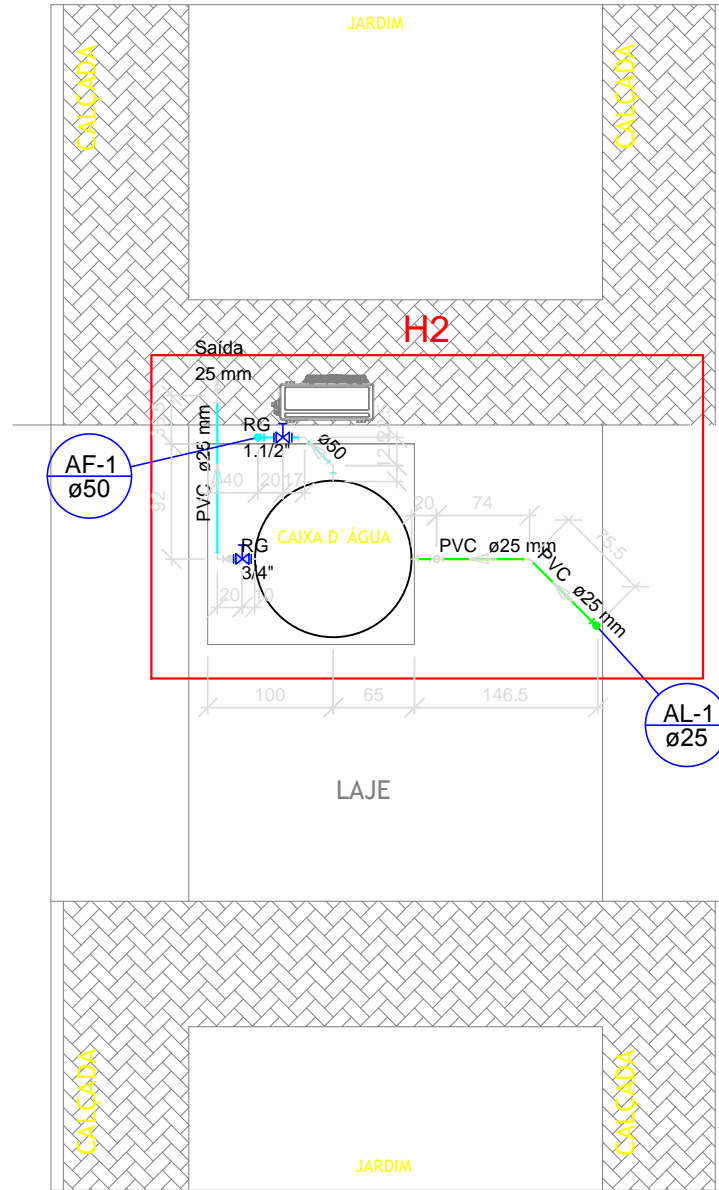 JARDIM
CALÇADA
CALÇADA
H2
Saída
25 mm
RG
1.1/2"
ø50
AF-1
ø50
PVC ø25 mm
92
40
20
17
CAIXA D´ÁGUA
RG
3/4"
20
20
74
PVC ø25 mm
75.5
PVC ø25 mm
100
65
146.5
AL-1
ø25
LAJE
CALÇADA
CALÇADA
JARDIM